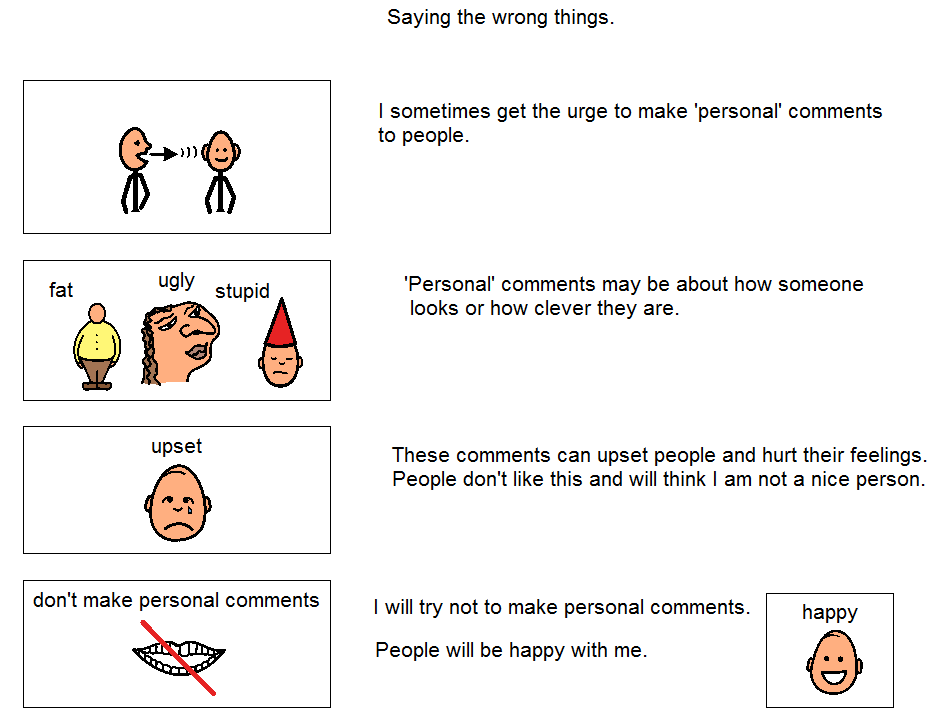 Saying the wrong things.
I sometimes get the urge to make 'personal' comments
to people.
fat
ugly
stupid
'Personal' comments may be about how someone
looks or how clever they are.
upset
These comments can upset people and hurt their feelings.
People don't like this and will think I am not a nice person.
don't make personal comments
I will try not to make personal comments.
People will be happy with me.
happy